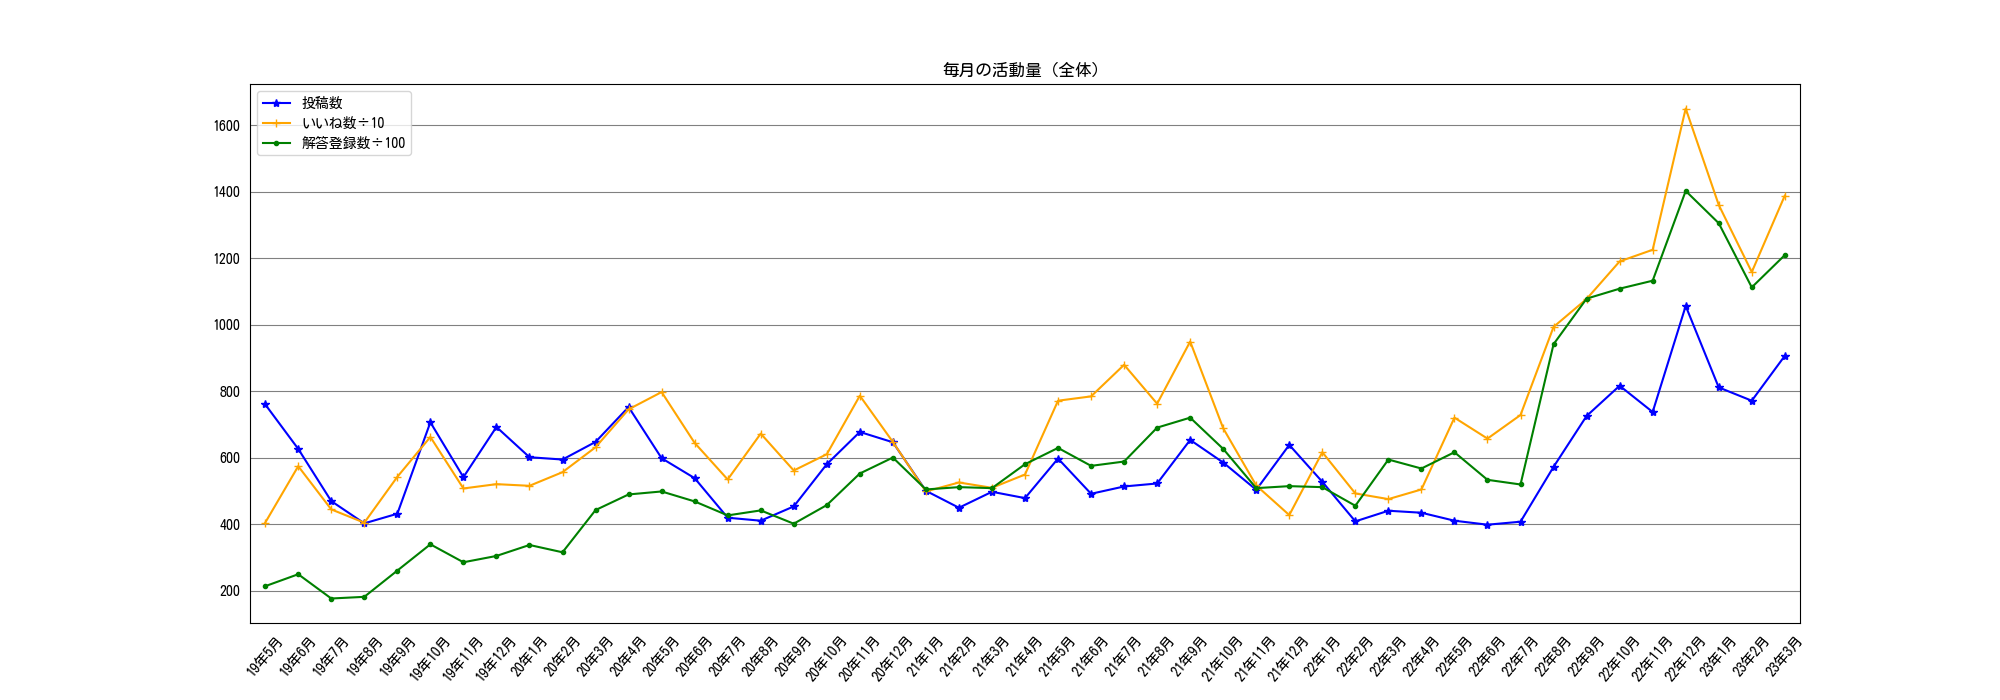 毎月の活動量（全体）
投稿数
いいね数÷10
解答登録数÷100
1600
1400
1200
1000
800
600
400
200
19年5月
19年6月
19年7月
19年8月
19年9月
19年10月
19年11月
19年12月
20年1月
20年2月
20年3月
20年4月
20年5月
20年6月
20年7月
20年8月
20年9月
20年10月
20年11月
20年12月
21年1月
21年2月
21年3月
21年4月
21年5月
21年6月
21年7月
21年8月
21年9月
21年10月
21年11月
21年12月
22年1月
22年2月
22年3月
22年4月
22年5月
22年6月
22年7月
22年8月
22年9月
22年10月
22年11月
22年12月
23年1月
23年2月
23年3月